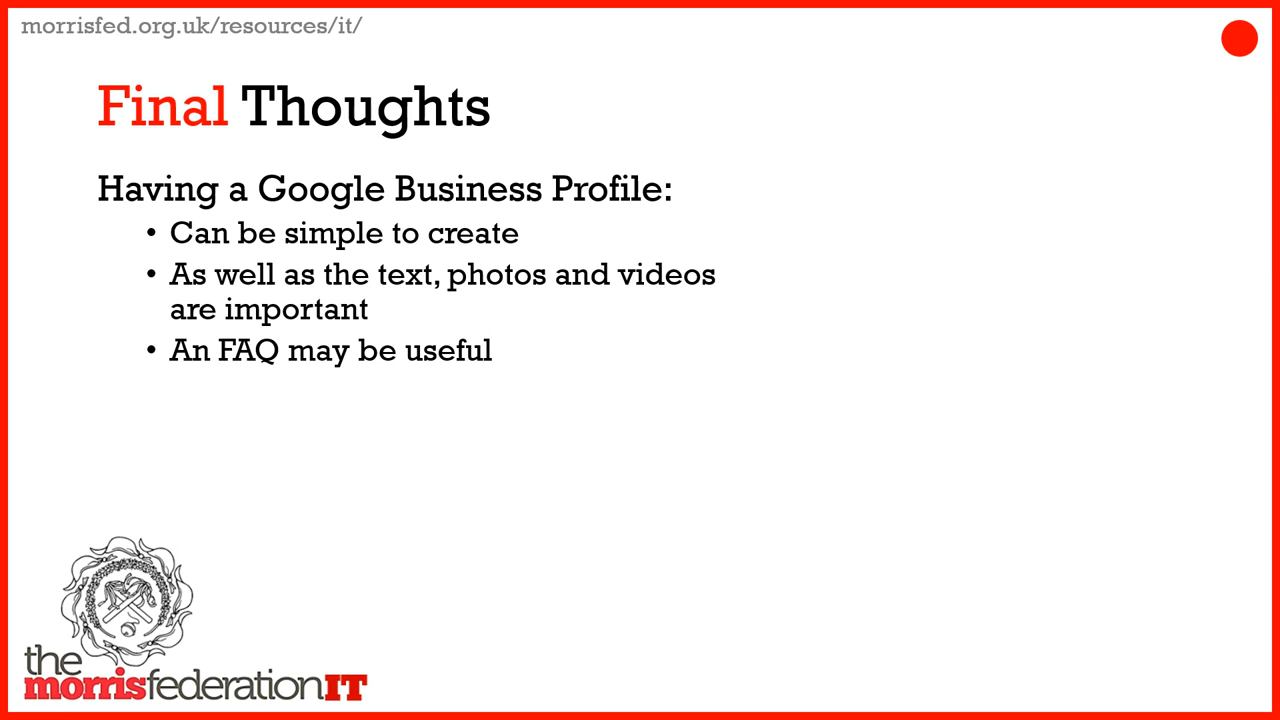 morrisfed.org.uk/resources/it/
Final Thoughts
Having a Google Business Profile:
• Can be simple to create
• As well as the text, photos and videos
are important
• An FAQ may be useful
the
morrisfederationIT